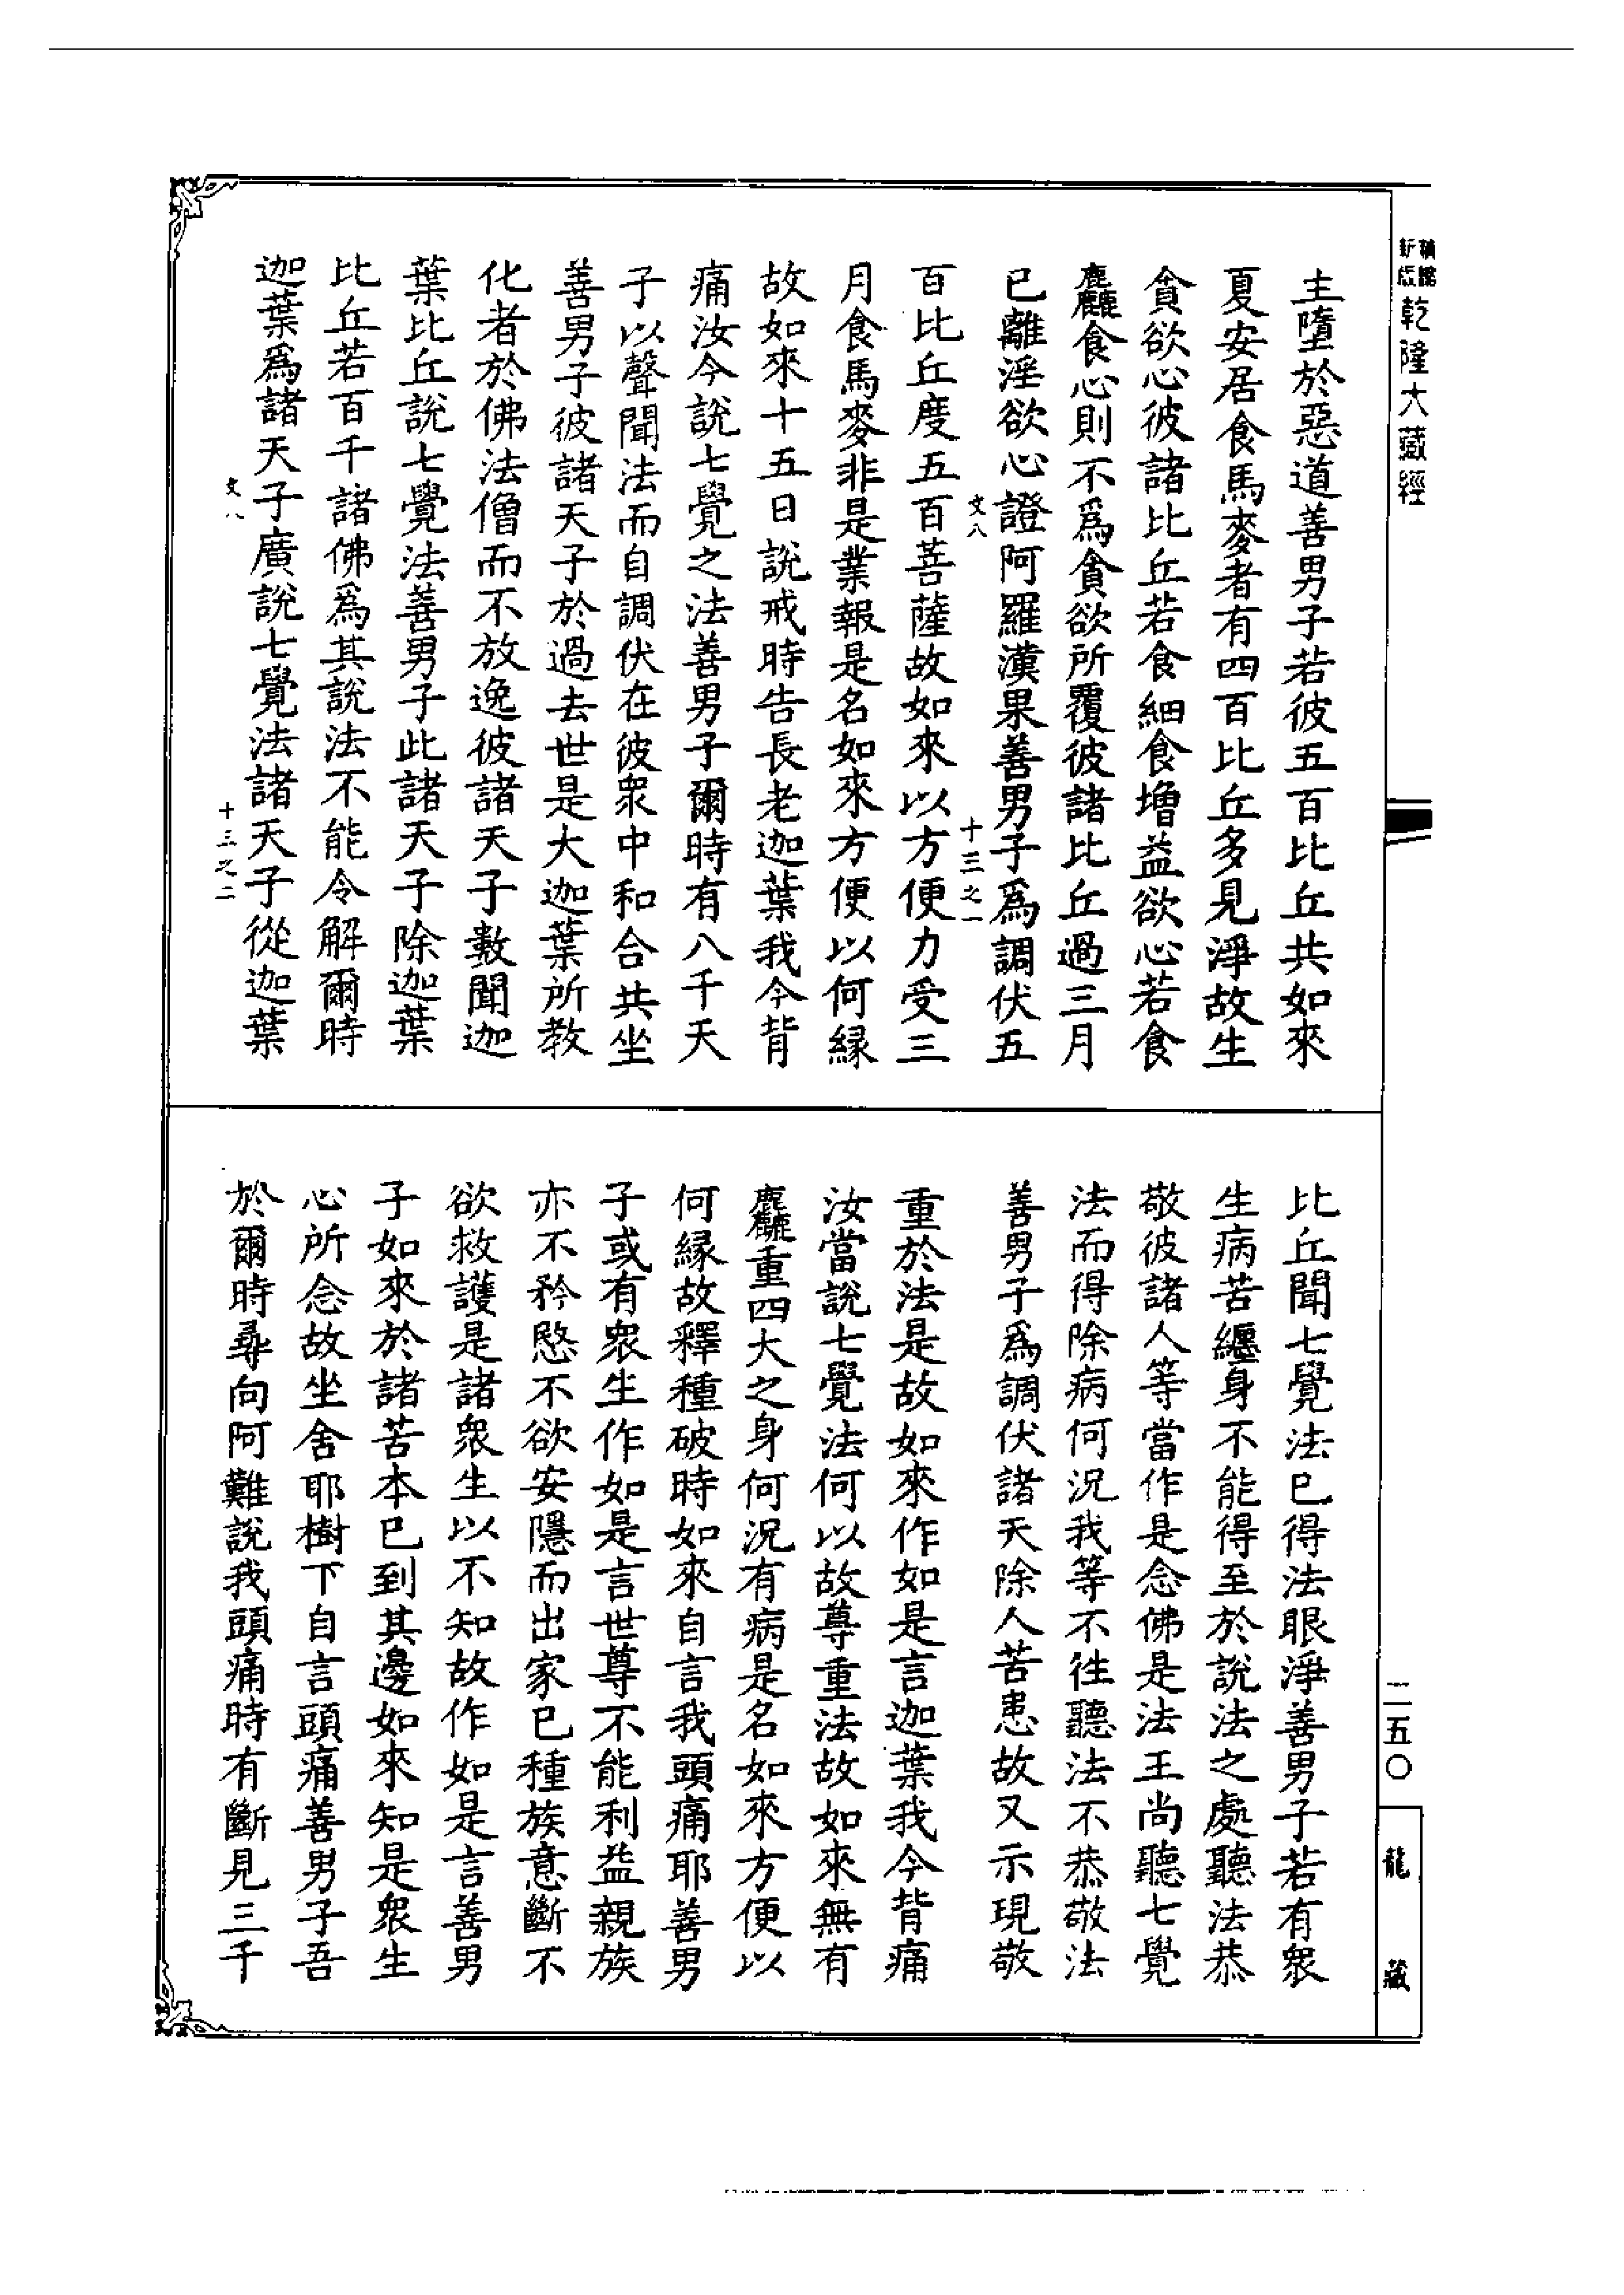 新編
縮版
乾隆大藏經
主墮於惡道善男子若彼五百比丘共如來
夏安居食馬麥者有四百比丘多見淨故生
貪欲心彼諸比丘若食細食增益欲心若食
麤食心則不爲貪欲所覆彼諸比丘過三月
已離淫欲心證阿羅漢果善男子爲調伏五
文八 十三之一
百比丘度五百菩薩故如來以方便力受三
月食馬麥非是業報是名如來方便以何緣
故如來十五日說戒時告長老迦葉我今背
痛汝今說七覺之法善男子爾時有八千天
子以聲聞法而自調伏在彼衆中和合共坐
善男子彼諸天子於過去世是大迦葉所教
化者於佛法僧而不放逸彼諸天子數聞迦
葉比丘說七覺法善男子此諸天子除迦葉
比丘若百千諸佛爲其說法不能令解爾時
迦葉爲諸天子廣說七覺法諸天子從迦葉
文八 十三之二
比丘聞七覺法已得法眼淨善男子若有衆
生病苦纏身不能得至於說法之處聽法恭
敬彼諸人等當作是念佛是法王尚聽七覺
法而得除病何況我等不往聽法不恭敬法
善男子爲調伏諸天除人苦患故又示現敬
重於法是故如來作如是言迦葉我今背痛
汝當說七覺法何以故尊重法故如來無有
麤重四大之身何況有病是名如來方便以
何緣故釋種破時如來自言我頭痛耶善男
子或有衆生作如是言世尊不能利益親族
亦不矜愍不欲安隱而出家已種族意斷不
欲救護是諸衆生以不知故作如是言善男
子如來於諸苦本已到其邊如來知是衆生
心所念故坐舍耶樹下自言頭痛善男子吾
於爾時尋向阿難說我頭痛時有斷見三千
二五〇
龍藏